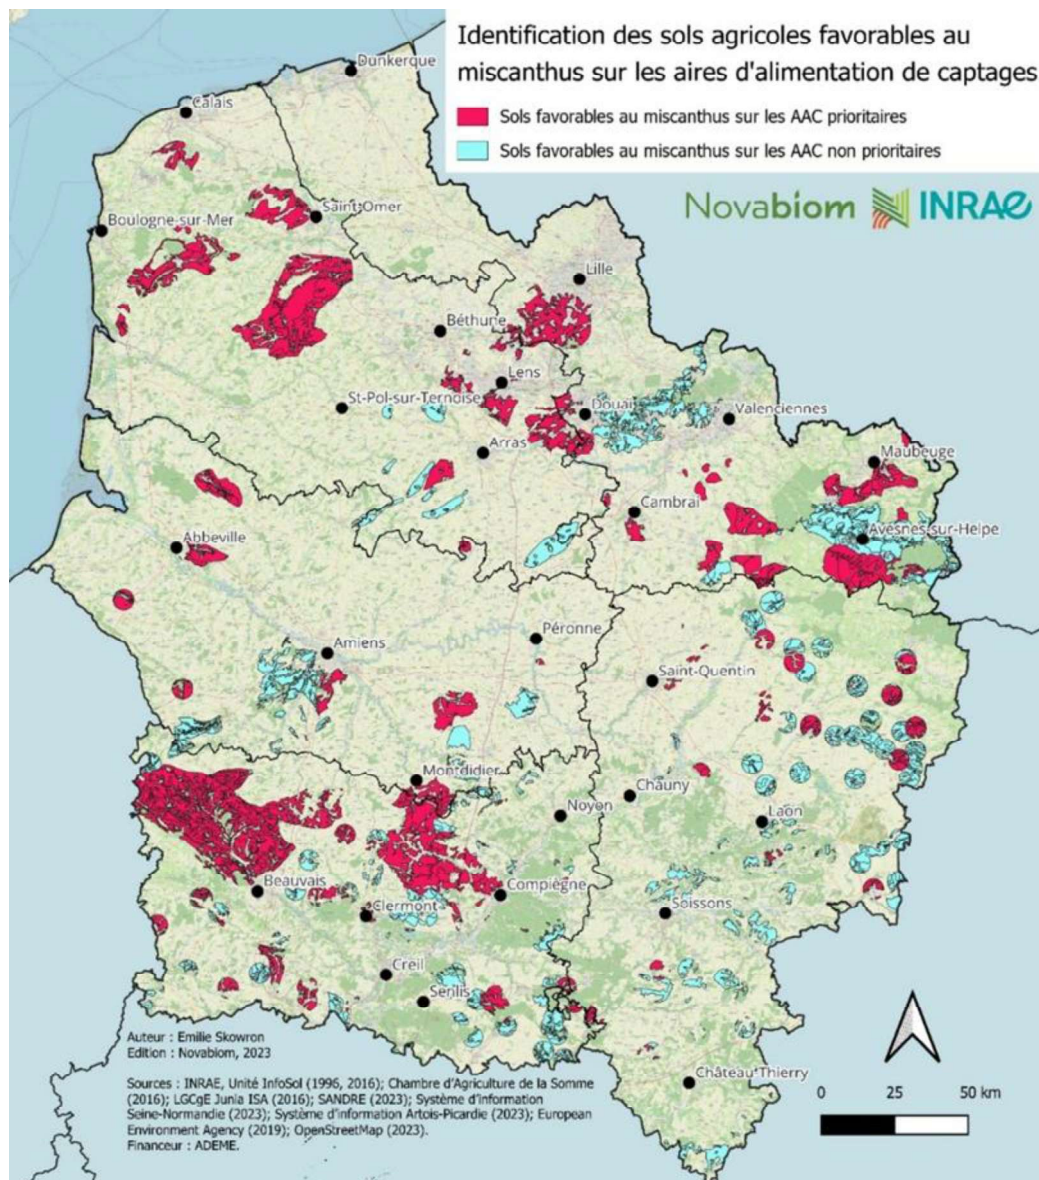 Identification des sols agricoles favorables au
miscanthus sur les aires d'alimentation de captages
Sols favorables au miscanthus sur les AAC prioritaires
Sols favorables au miscanthus sur les AAC non prioritaires
Novabiom INRAE
Dunkerque
Calais
Saint-Omer
Boulogne-sur-Mer
Lille
Béthune
Lens
St-Pol-sur-Ternoise
Douai
Valenciennes
Arras
Maubeuge
Cambrai
Avesnes-sur-Helpe
Abbeville
Péronne
Amiens
Saint-Quentin
Montdidier
Chauny
Noyon
Laon
Beauvais
Compiègne
Clermont
Soissons
Creil
Senlis
Château-Thierry
Auteur : Emilie Skowron
Edition : Novabiom, 2023
Sources : INRAE, Unité InfoSol (1996, 2016); Chambre d'Agriculture de la Somme
(2016); LGCgE Junia ISA (2016); SANDRE (2023); Système d'information
Seine-Normandie (2023); Système d'information Artois-Picardie (2023); European
Environment Agency (2019); OpenStreetMap (2023).
Financeur : ADEME.
0 25 50 km